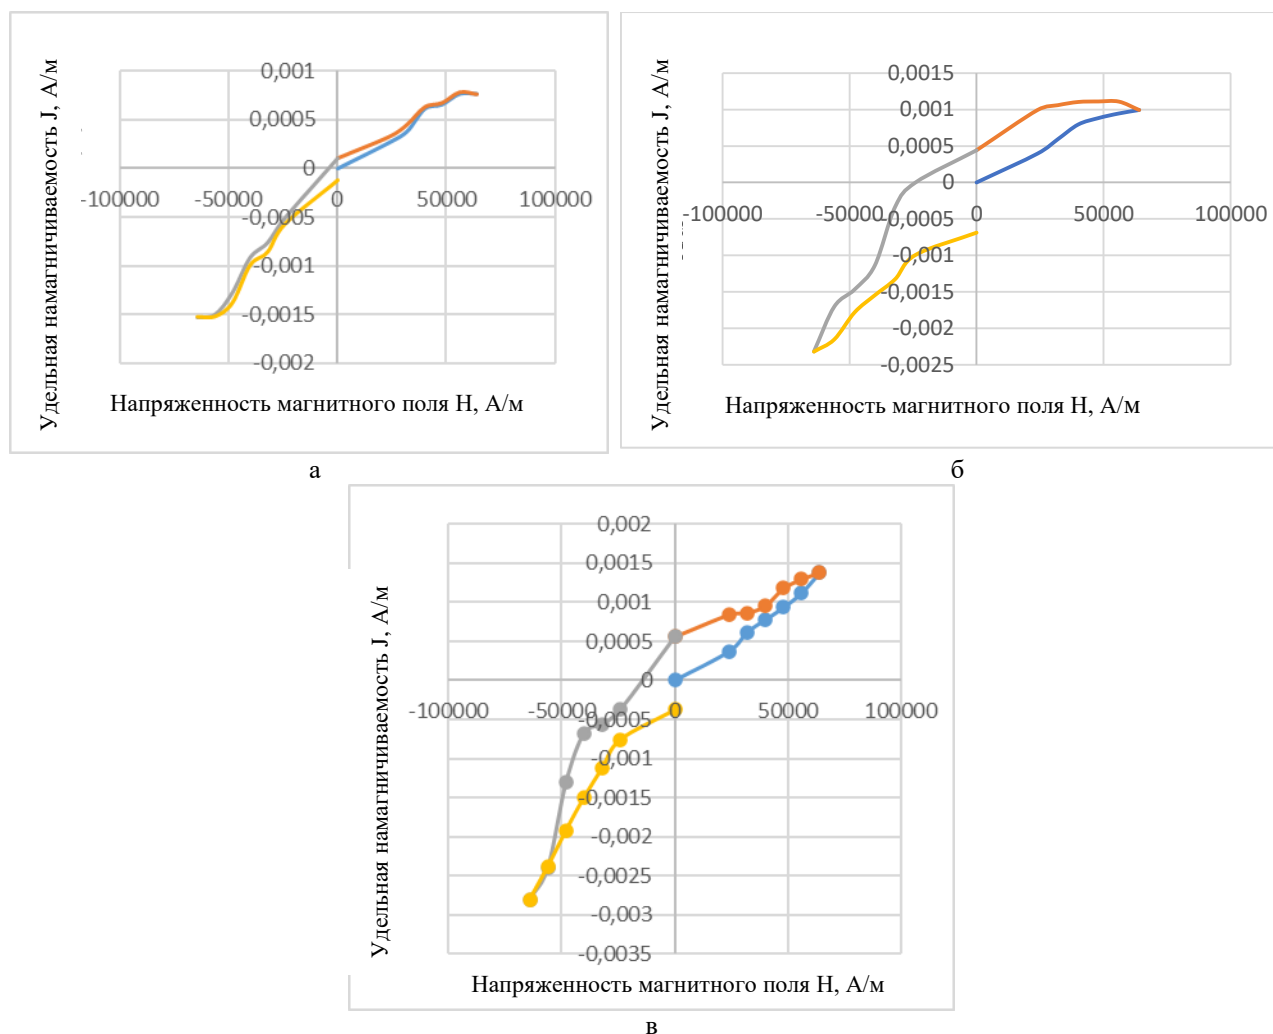 Удельная намагничиваемость J, А/м
0,001
0,0005
0
-100000 -50000 0 50000 100000
-0,0005
-0,001
-0,0015
-0,002
Напряженность магнитного поля Н, А/м
а
Удельная намагничиваемость J, А/м
0,0015
0,001
0,0005
0
-100000 -50000 0 50000 100000
-0,0005
-0,001
-0,0015
-0,002
-0,0025
Напряженность магнитного поля Н, А/м
б
Удельная намагничиваемость J, А/м
0,002
0,0015
0,001
0,0005
0
-100000 -50000 0 50000 100000
-0,0005
-0,001
-0,0015
-0,002
-0,0025
-0,003
-0,0035
Напряженность магнитного поля Н, А/м
в